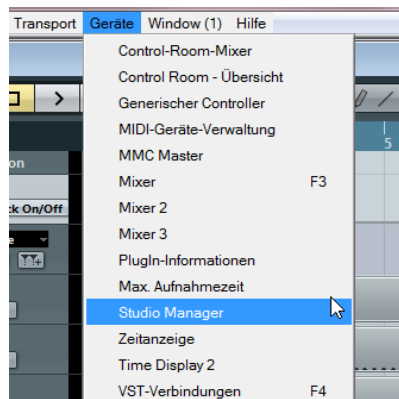 Transport Geräte Window (1) Hilfe
Control-Room-Mixer
Control Room - Übersicht
Generischer Controller
MIDI-Geräte-Verwaltung
5
MMC Master
on
Mixer F3
ck On/Off
Mixer 2
Mixer 3
e
PlugIn-Informationen
Max. Aufnahmezeit
Studio Manager
Zeitanzeige
Time Display 2
VST-Verbindungen F4